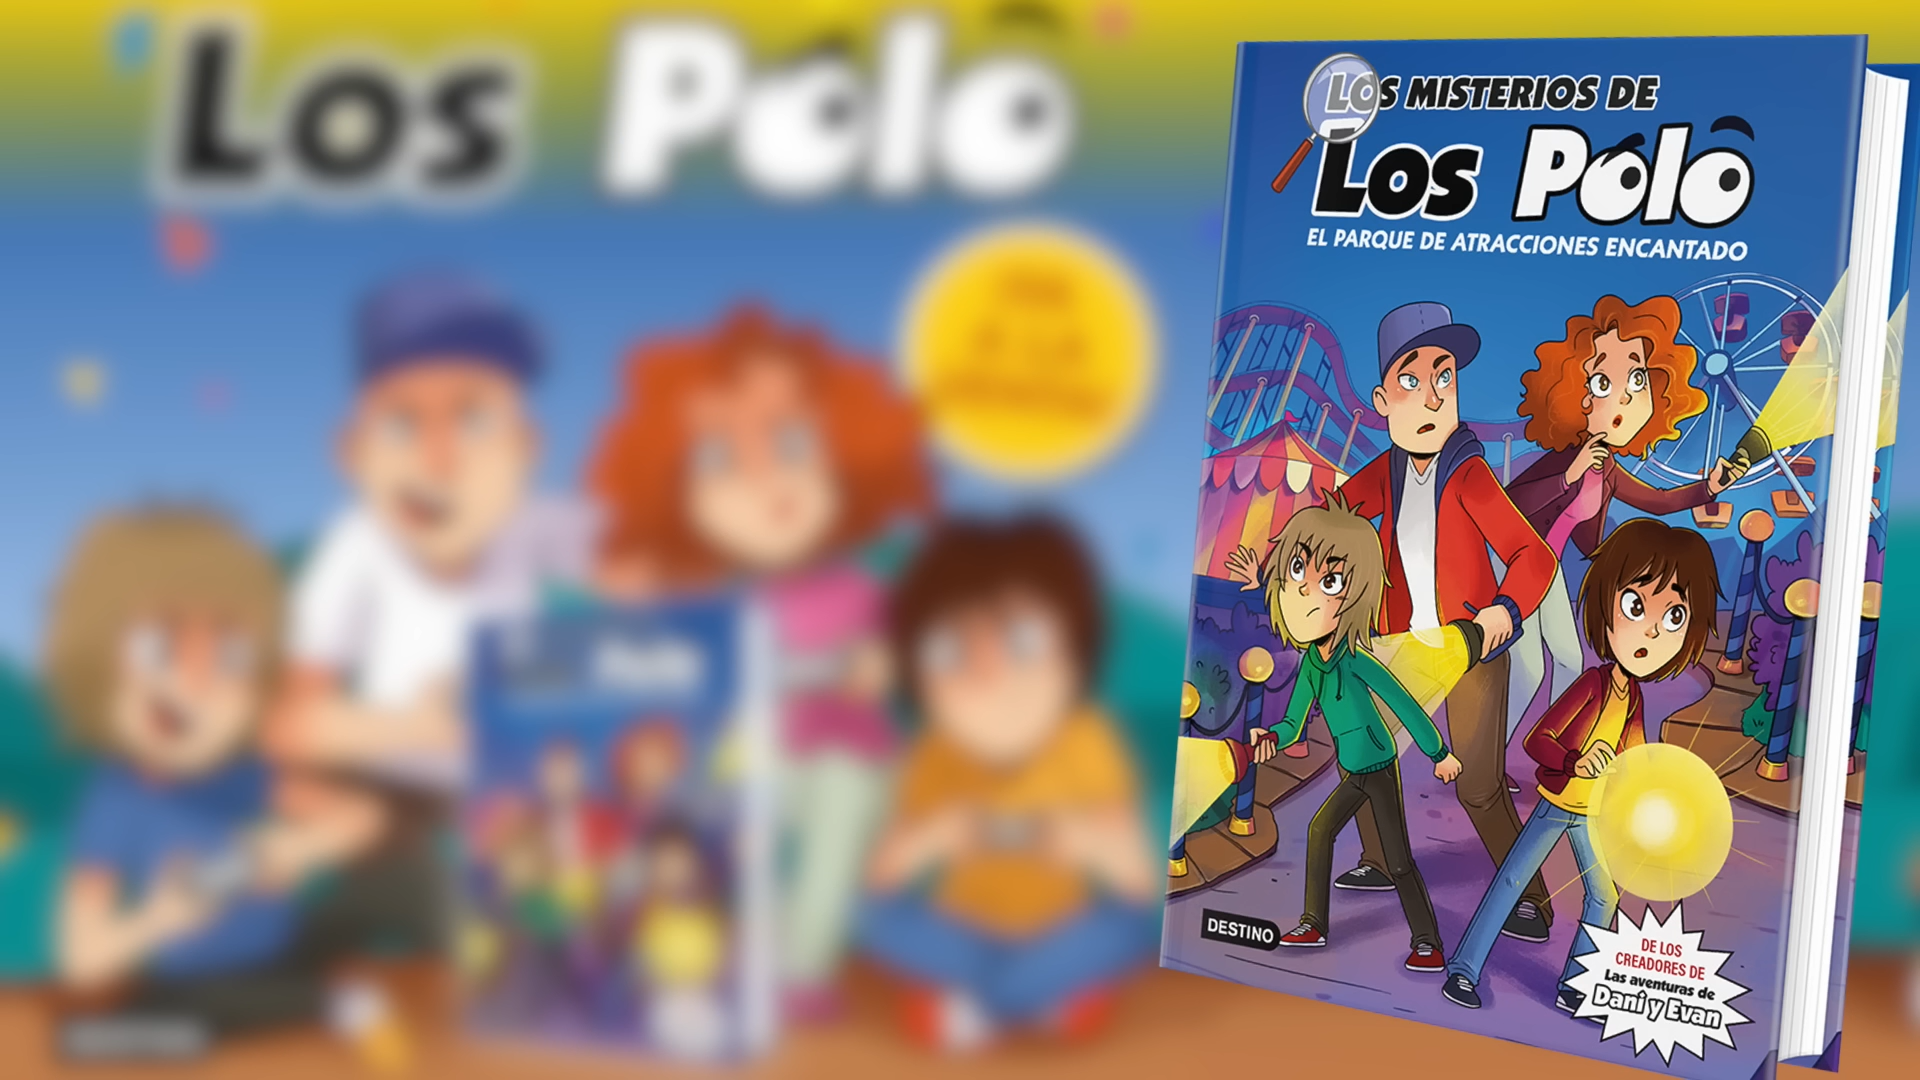 Los Polo
LOS MISTERIOS DE
Los Polo
EL PARQUE DE ATRACCIONES ENCANTADO
DESTINO
DE LOS
CREADORES DE
Las aventuras de
Dani y Evan